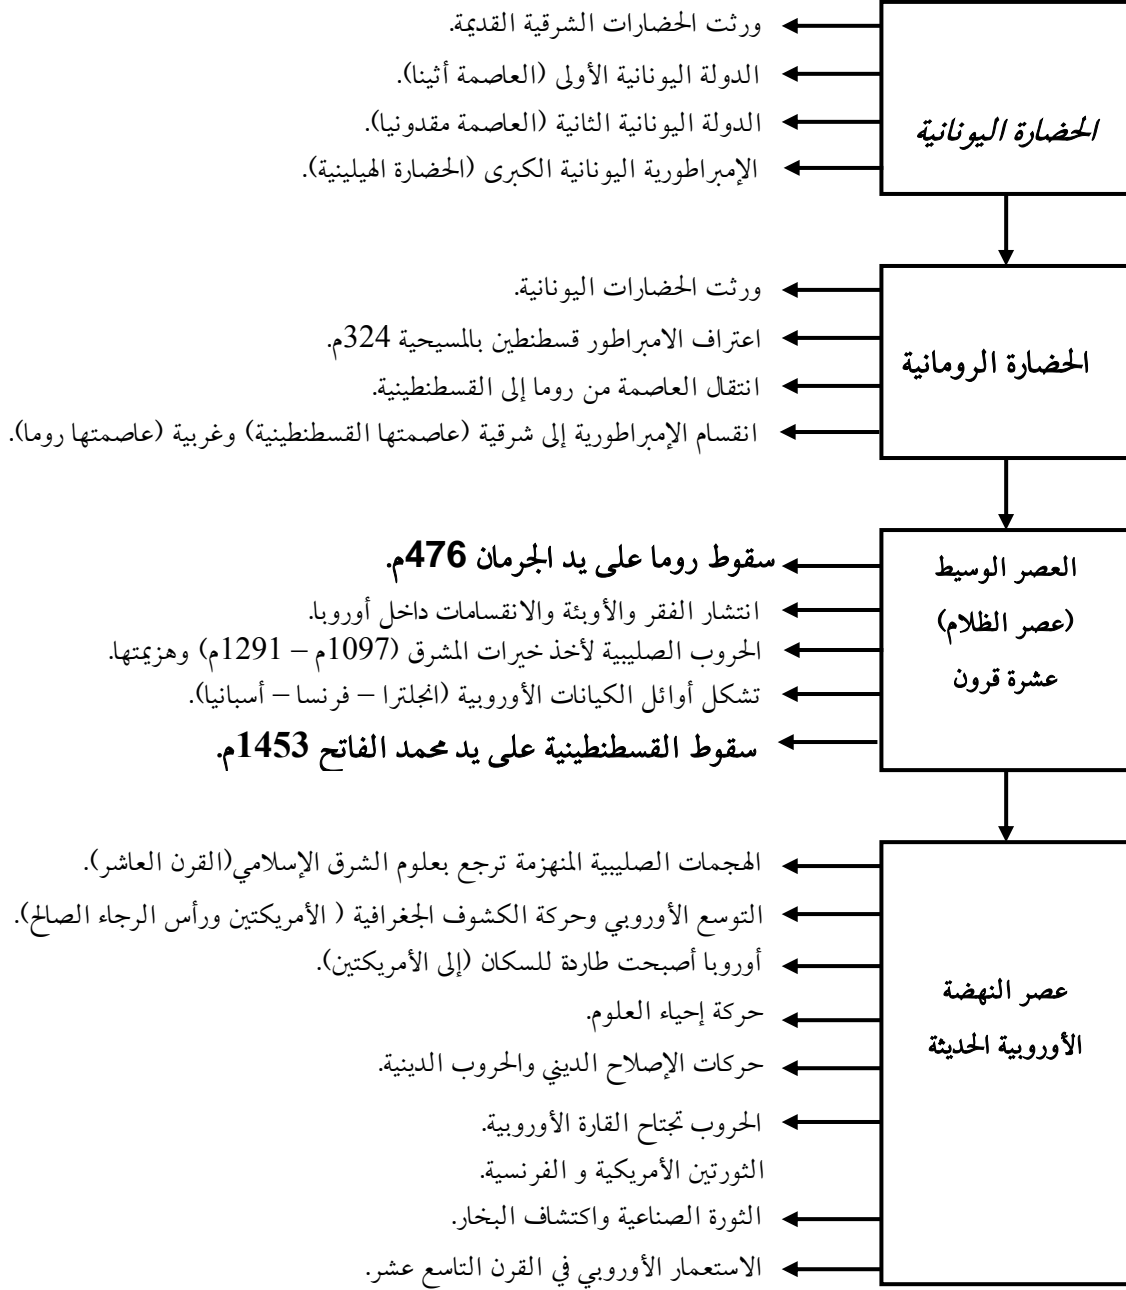 الحضارة اليونانية
ورثت الحضارات الشرقية القديمة.
الدولة اليونانية الأولى (العاصمة أثينا).
الدولة اليونانية الثانية (العاصمة مقدونيا).
الإمبراطورية اليونانية الكبرى (الحضارة الهيلينية).
الحضارة الرومانية
ورثت الحضارات اليونانية.
اعتراف الامبراطور قسطنطين بالمسيحية 324م.
انتقال العاصمة من روما إلى القسطنطينية.
انقسام الإمبراطورية إلى شرقية (عاصمتها القسطنطينية) وغربية (عاصمتها روما).
العصر الوسيط
(عصر الظلام)
عشرة قرون
سقوط روما على يد الجرمان 476م.
انتشار الفقر والأوبئة والانقسامات داخل أوروبا.
الحروب الصليبية لأخذ خيرات المشرق (1097م – 1291م) وهزيمتها.
تشكل أوائل الكيانات الأوروبية (انجلترا – فرنسا – أسبانيا).
سقوط القسطنطينية على يد محمد الفاتح 1453م.
عصر النهضة
الأوروبية الحديثة
الهجمات الصليبية المنهزمة ترجع بعلوم الشرق الإسلامي(القرن العاشر).
التوسع الأوروبي وحركة الكشوف الجغرافية ( الأمريكتين ورأس الرجاء الصالح).
أوروبا أصبحت طاردة للسكان (إلى الأمريكتين).
حركة إحياء العلوم.
حركات الإصلاح الديني والحروب الدينية.
الحروب تجتاح القارة الأوروبية.
الثورتين الأمريكية و الفرنسية.
الثورة الصناعية واكتشاف البخار.
الاستعمار الأوروبي في القرن التاسع عشر.